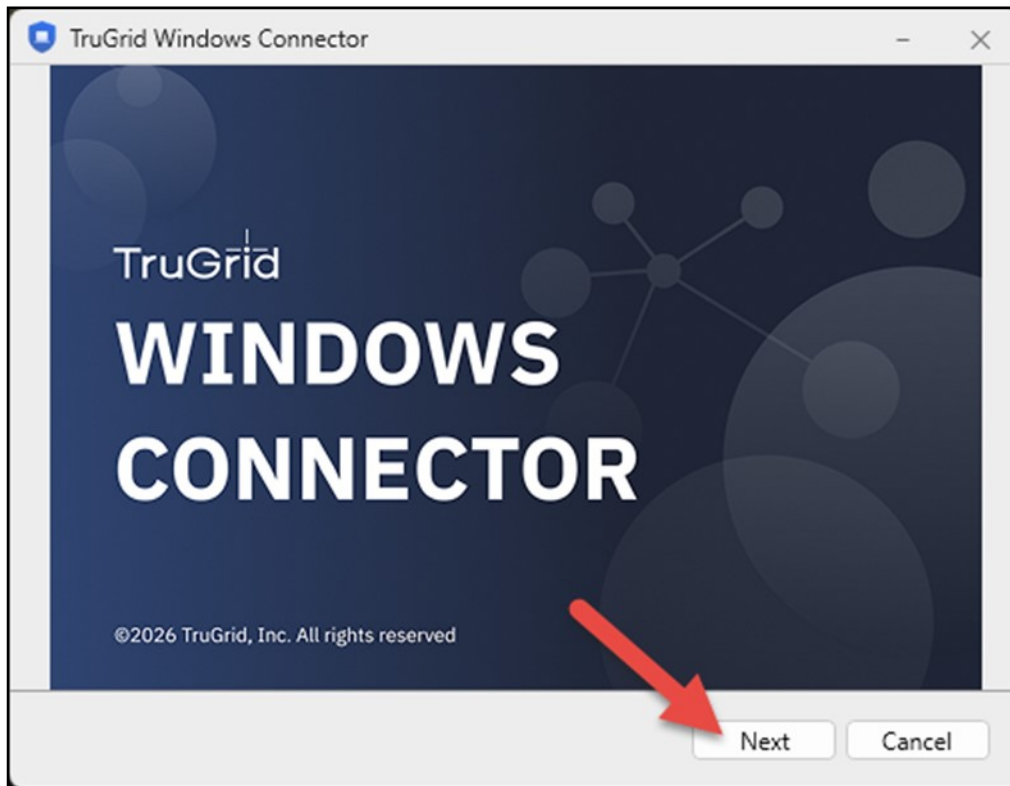 TruGrid Windows Connector
TruGrid
WINDOWS
CONNECTOR
©2026 TruGrid, Inc. All rights reserved
Next
Cancel